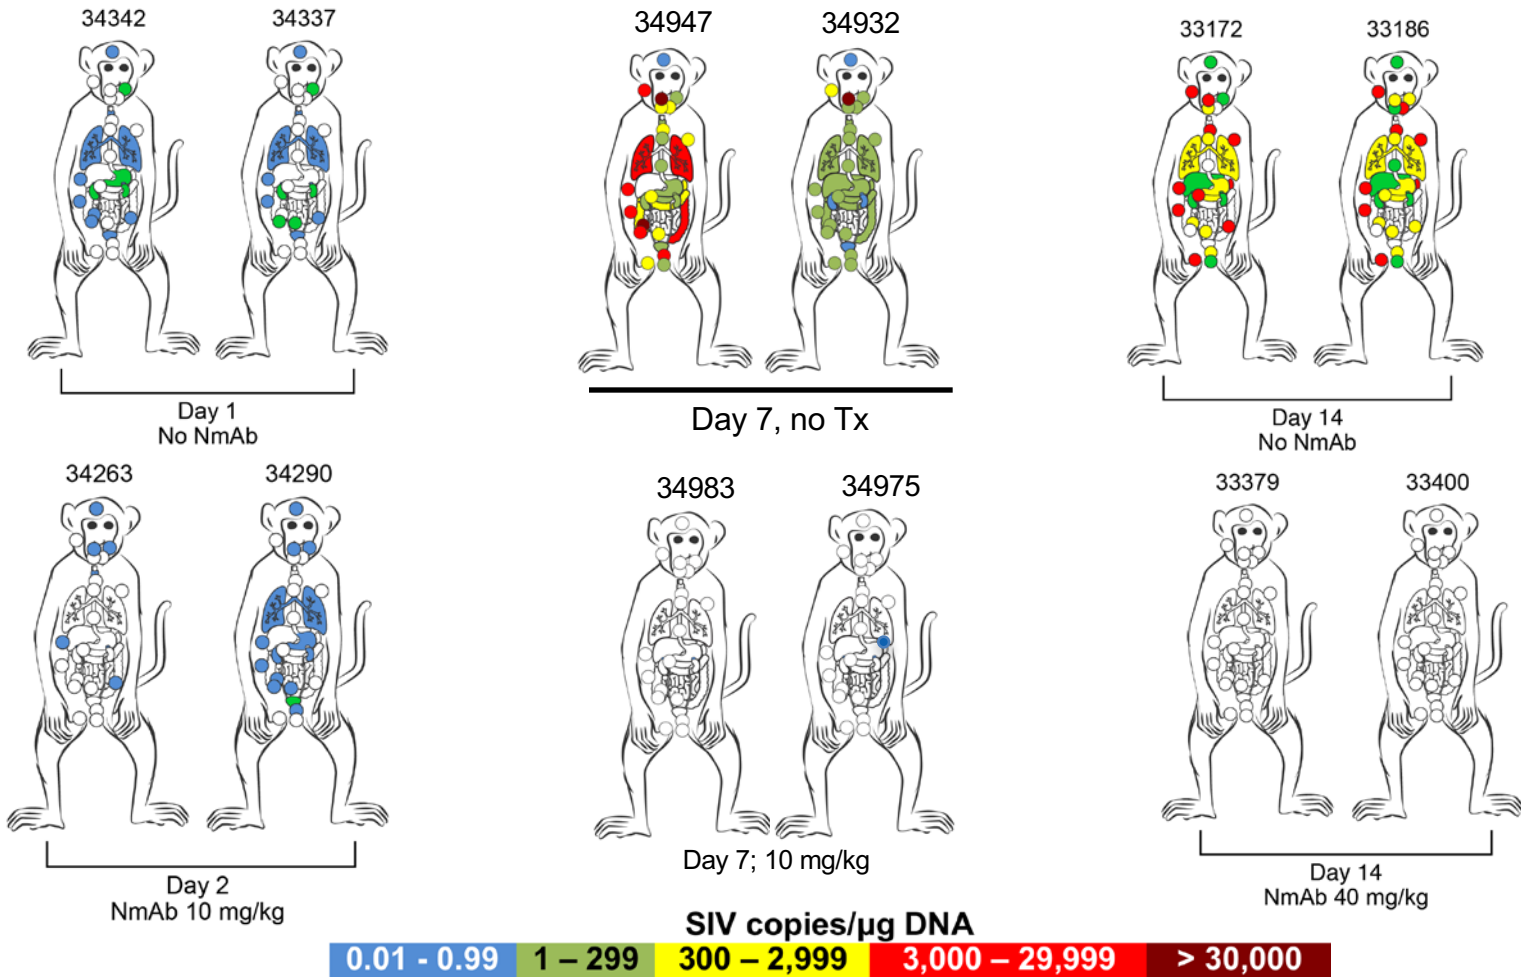 34342 34337
34947 34932
33172 33186
Day 1
No NmAb
Day 7, no Tx
Day 14
No NmAb
34263 34290
34983 34975
33379 33400
Day 2
NmAb 10 mg/kg
Day 7; 10 mg/kg
Day 14
NmAb 40 mg/kg
SIV copies/µg DNA
0.01 - 0.99 1 – 299 300 – 2,999 3,000 – 29,999 > 30,000